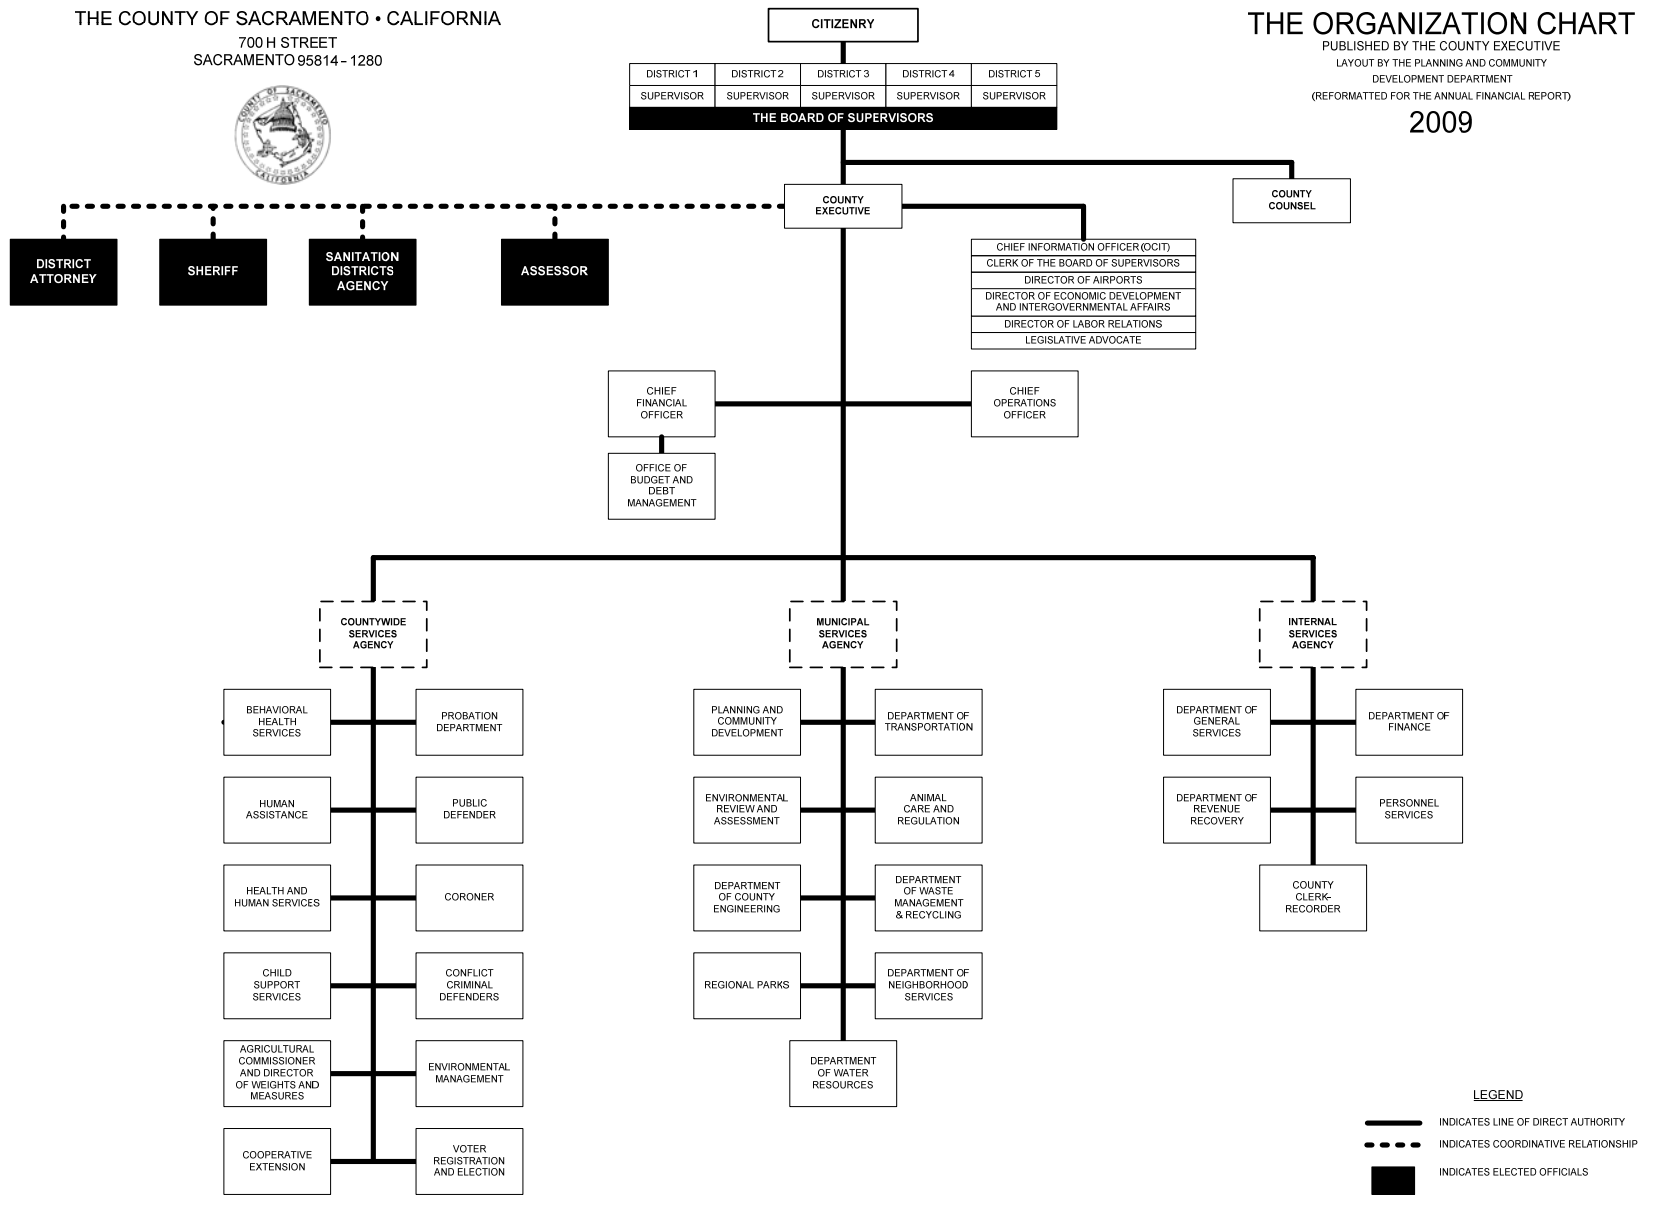 THE COUNTY OF SACRAMENTO • CALIFORNIA
700 H STREET
SACRAMENTO 95814 – 1280
COUNTY OF SACRAMENTO
CALIFORNIA
THE ORGANIZATION CHART
PUBLISHED BY THE COUNTY EXECUTIVE
LAYOUT BY THE PLANNING AND COMMUNITY
DEVELOPMENT DEPARTMENT
(REFORMATTED FOR THE ANNUAL FINANCIAL REPORT)
2009
CITIZENRY
DISTRICT 1
DISTRICT 2
DISTRICT 3
DISTRICT 4
DISTRICT 5
SUPERVISOR
SUPERVISOR
SUPERVISOR
SUPERVISOR
SUPERVISOR
THE BOARD OF SUPERVISORS
COUNTY
EXECUTIVE
COUNTY
COUNSEL
DISTRICT
ATTORNEY
SHERIFF
SANITATION
DISTRICTS
AGENCY
ASSESSOR
CHIEF INFORMATION OFFICER (OCIT)
CLERK OF THE BOARD OF SUPERVISORS
DIRECTOR OF AIRPORTS
DIRECTOR OF ECONOMIC DEVELOPMENT
AND INTERGOVERNMENTAL AFFAIRS
DIRECTOR OF LABOR RELATIONS
LEGISLATIVE ADVOCATE
CHIEF
FINANCIAL
OFFICER
CHIEF
OPERATIONS
OFFICER
OFFICE OF
BUDGET AND
DEBT
MANAGEMENT
COUNTYWIDE
SERVICES
AGENCY
BEHAVIORAL
HEALTH
SERVICES
PROBATION
DEPARTMENT
HUMAN
ASSISTANCE
PUBLIC
DEFENDER
HEALTH AND
HUMAN SERVICES
CORONER
CHILD
SUPPORT
SERVICES
CONFLICT
CRIMINAL
DEFENDERS
AGRICULTURAL
COMMISSIONER
AND DIRECTOR
OF WEIGHTS AND
MEASURES
ENVIRONMENTAL
MANAGEMENT
COOPERATIVE
EXTENSION
VOTER
REGISTRATION
AND ELECTION
MUNICIPAL
SERVICES
AGENCY
PLANNING AND
COMMUNITY
DEVELOPMENT
DEPARTMENT OF
TRANSPORTATION
ENVIRONMENTAL
REVIEW AND
ASSESSMENT
ANIMAL
CARE AND
REGULATION
DEPARTMENT
OF COUNTY
ENGINEERING
DEPARTMENT
OF WASTE
MANAGEMENT
& RECYCLING
REGIONAL PARKS
DEPARTMENT OF
NEIGHBORHOOD
SERVICES
DEPARTMENT
OF WATER
RESOURCES
INTERNAL
SERVICES
AGENCY
DEPARTMENT OF
GENERAL
SERVICES
DEPARTMENT OF
FINANCE
DEPARTMENT OF
REVENUE
RECOVERY
PERSONNEL
SERVICES
COUNTY
CLERK–
RECORDER
LEGEND
INDICATES LINE OF DIRECT AUTHORITY
INDICATES COORDINATIVE RELATIONSHIP
INDICATES ELECTED OFFICIALS